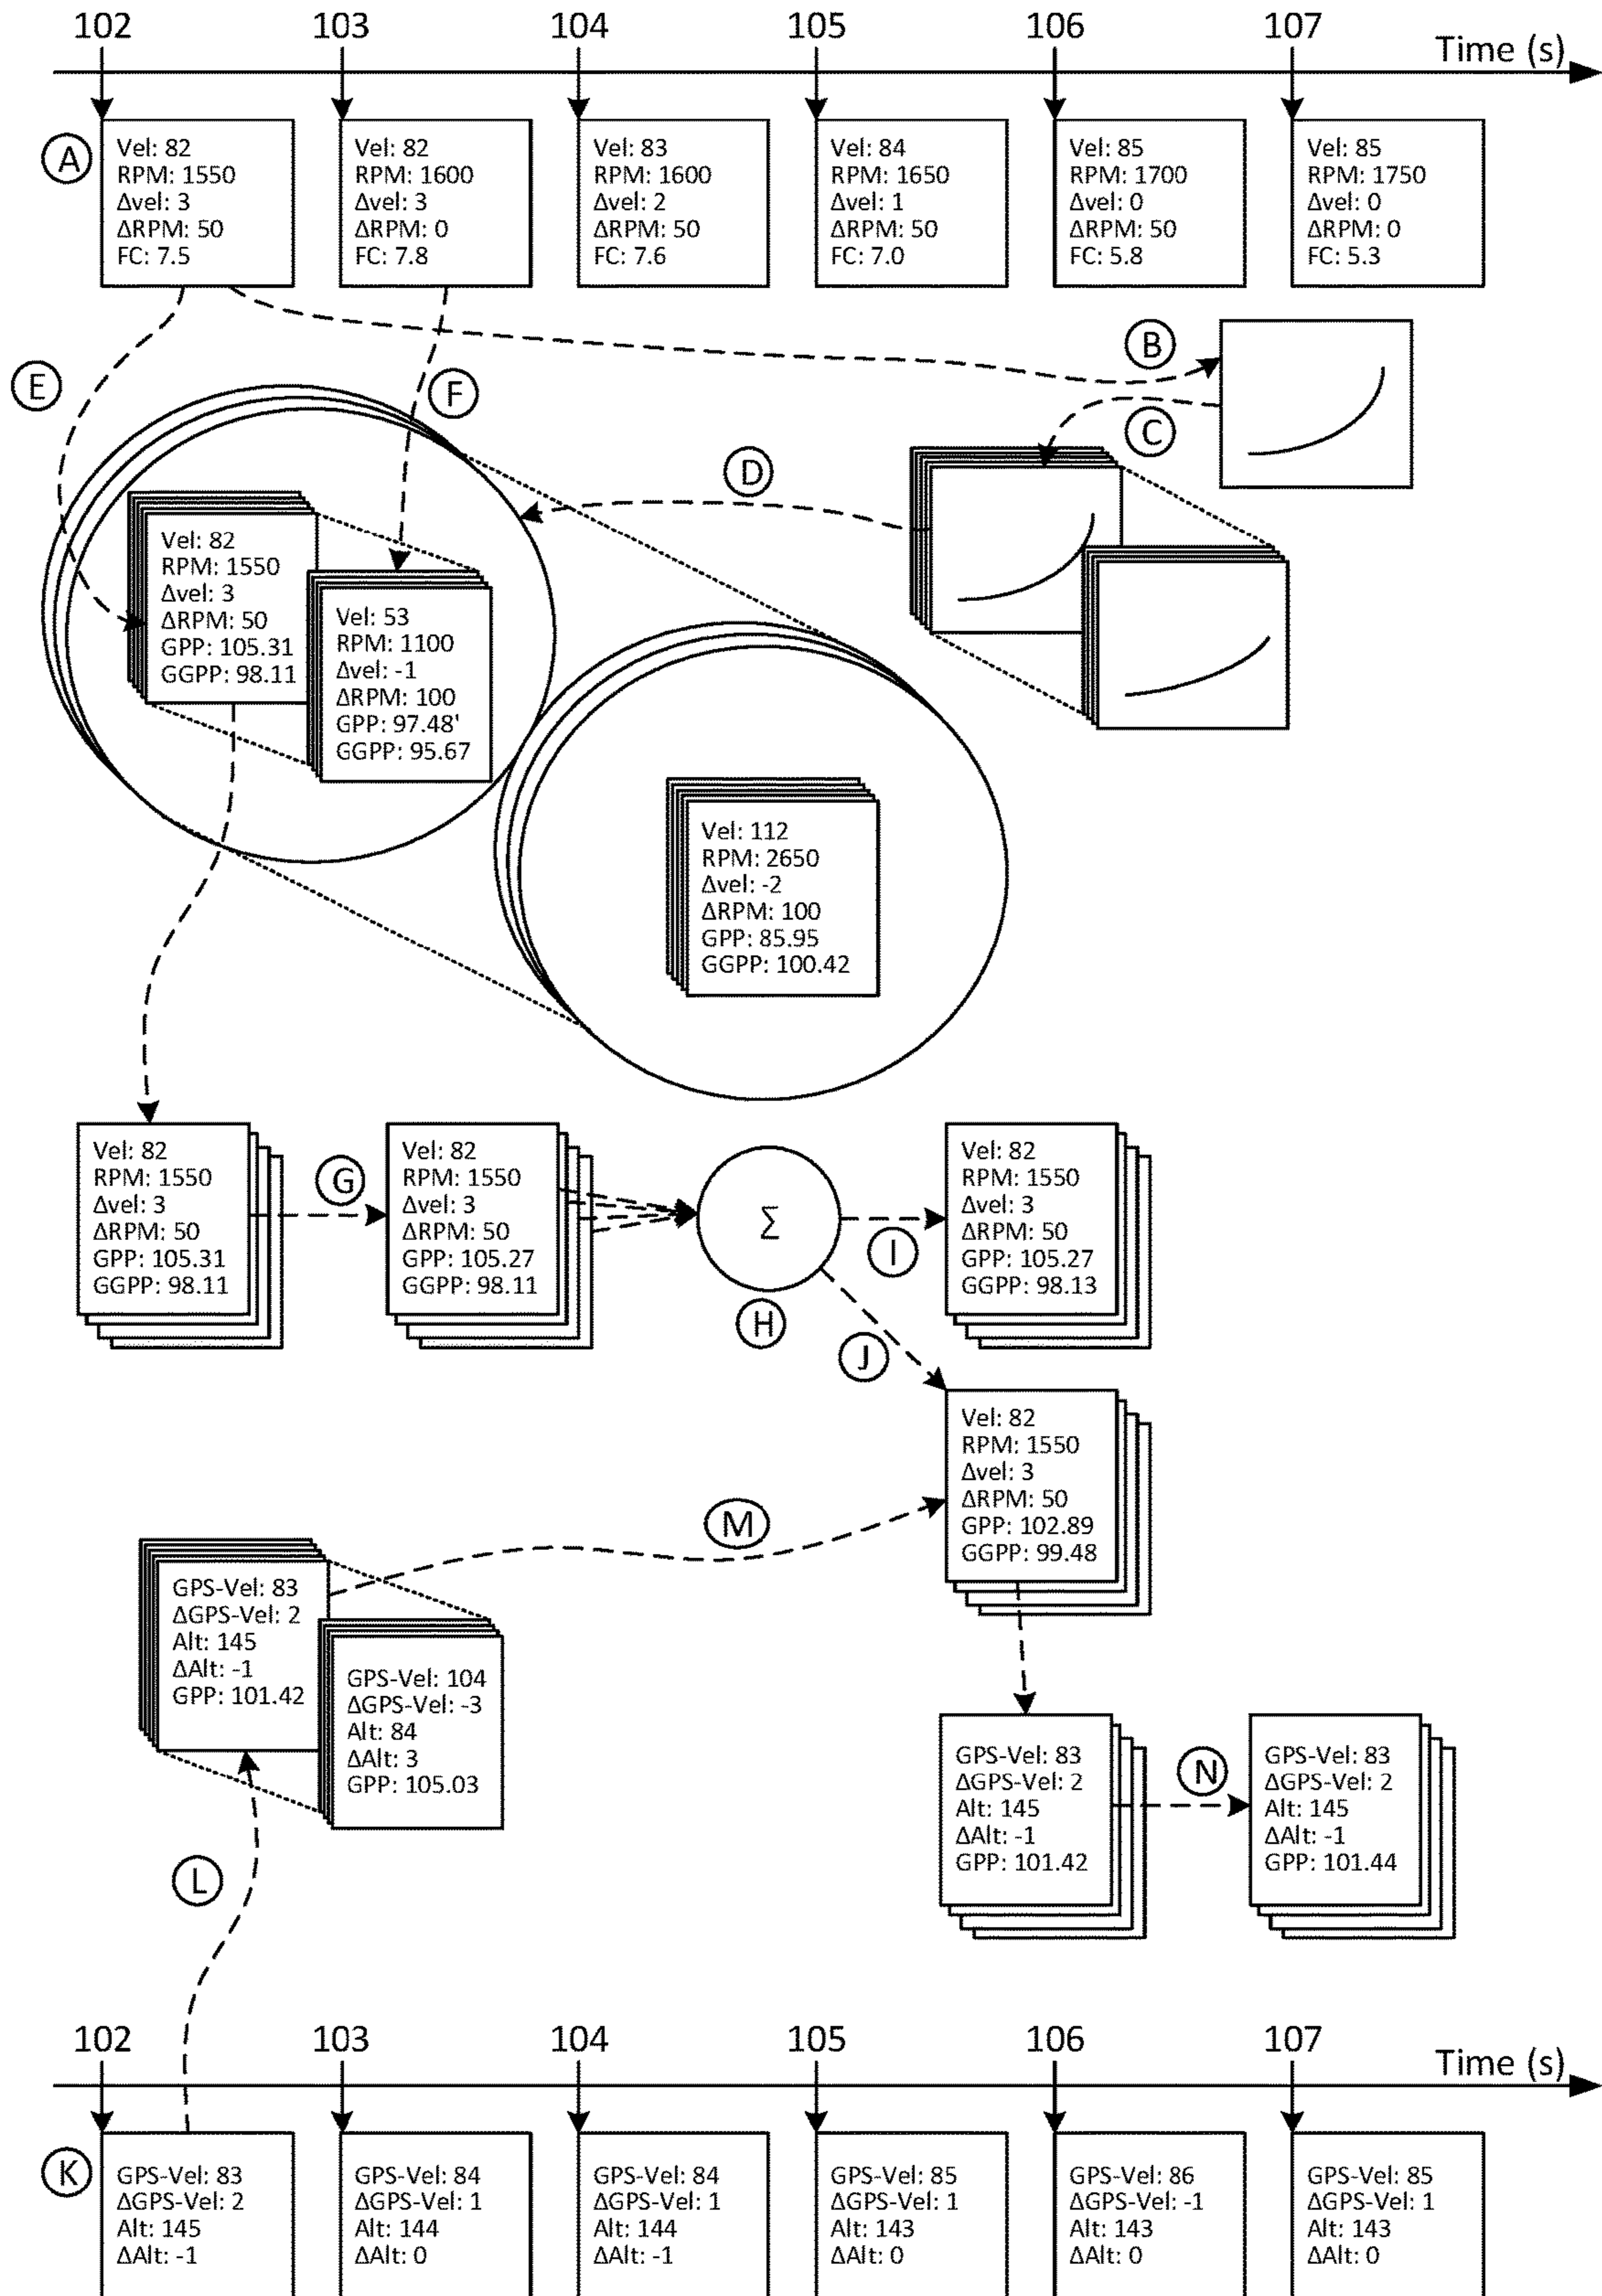 102
103
104
105
106
107
Time (s)
A
Vel: 82
RPM: 1550
Δvel: 3
ΔRPM: 50
FC: 7.5
Vel: 82
RPM: 1600
Δvel: 3
ΔRPM: 0
FC: 7.8
Vel: 83
RPM: 1600
Δvel: 2
ΔRPM: 50
FC: 7.6
Vel: 84
RPM: 1650
Δvel: 1
ΔRPM: 50
FC: 7.0
Vel: 85
RPM: 1700
Δvel: 0
ΔRPM: 50
FC: 5.8
Vel: 85
RPM: 1750
Δvel: 0
ΔRPM: 0
FC: 5.3
B
E
F
C
D
Vel: 82
RPM: 1550
Δvel: 3
ΔRPM: 50
GPP: 105.31
GGPP: 98.11
Vel: 53
RPM: 1100
Δvel: -1
ΔRPM: 100
GPP: 97.48'
GGPP: 95.67
Vel: 112
RPM: 2650
Δvel: -2
ΔRPM: 100
GPP: 85.95
GGPP: 100.42
Vel: 82
RPM: 1550
Δvel: 3
ΔRPM: 50
GPP: 105.31
GGPP: 98.11
G
Vel: 82
RPM: 1550
Δvel: 3
ΔRPM: 50
GPP: 105.27
GGPP: 98.11
Σ
H
I
Vel: 82
RPM: 1550
Δvel: 3
ΔRPM: 50
GPP: 105.27
GGPP: 98.13
J
Vel: 82
RPM: 1550
Δvel: 3
ΔRPM: 50
GPP: 102.89
GGPP: 99.48
M
GPS-Vel: 83
ΔGPS-Vel: 2
Alt: 145
ΔAlt: -1
GPP: 101.42
GPS-Vel: 104
ΔGPS-Vel: -3
Alt: 84
ΔAlt: 3
GPP: 105.03
GPS-Vel: 83
ΔGPS-Vel: 2
Alt: 145
ΔAlt: -1
GPP: 101.42
N
GPS-Vel: 83
ΔGPS-Vel: 2
Alt: 145
ΔAlt: -1
GPP: 101.44
L
102
103
104
105
106
107
Time (s)
K
GPS-Vel: 83
ΔGPS-Vel: 2
Alt: 145
ΔAlt: -1
GPS-Vel: 84
ΔGPS-Vel: 1
Alt: 144
ΔAlt: 0
GPS-Vel: 84
ΔGPS-Vel: 1
Alt: 144
ΔAlt: -1
GPS-Vel: 85
ΔGPS-Vel: 1
Alt: 143
ΔAlt: 0
GPS-Vel: 86
ΔGPS-Vel: -1
Alt: 143
ΔAlt: 0
GPS-Vel: 85
ΔGPS-Vel: 1
Alt: 143
ΔAlt: 0